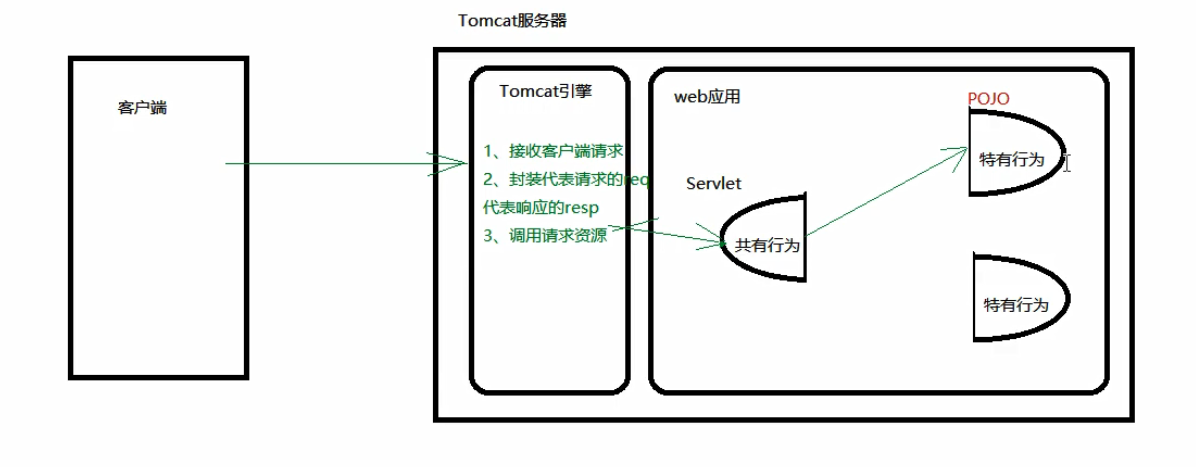 Tomcat服务器
客户端
Tomcat引擎
1、接收客户端请求
2、封装代表请求的req
代表响应的resp
3、调用请求资源
web应用
Servlet
共有行为
POJO
特有行为
特有行为